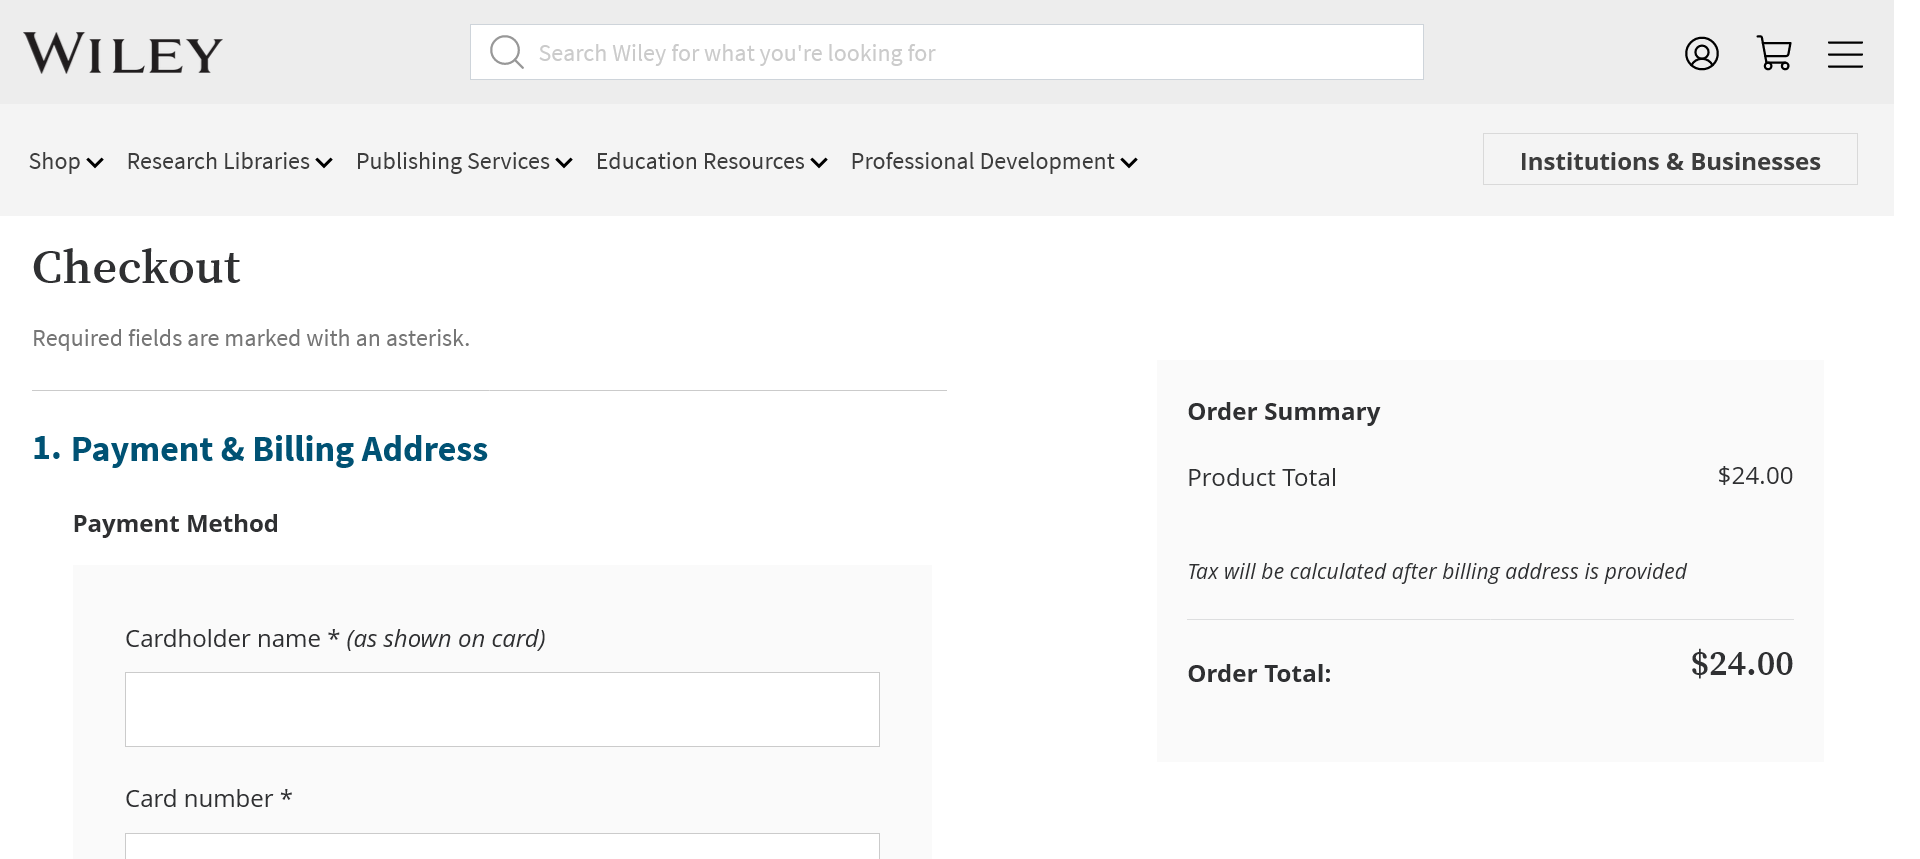 WILEY
Search Wiley for what you're looking for
Shop
Research Libraries
Publishing Services
Education Resources
Professional Development
Institutions & Businesses
Checkout
Required fields are marked with an asterisk.
1. Payment & Billing Address
Payment Method
Cardholder name * (as shown on card)
Card number *
Order Summary
Product Total $24.00
Tax will be calculated after billing address is provided
Order Total: $24.00